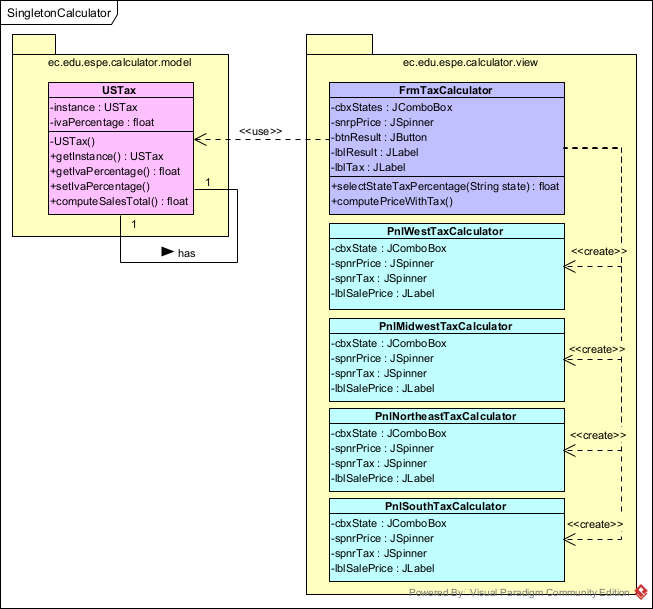 SingletonCalculator
ec.edu.espe.calculator.model
USTax
-instance : USTax
-ivaPercentage : float
-USTax()
+getInstance() : USTax
+getIvaPercentage() : float
+setIvaPercentage()
+computeSalesTotal() : float
1
1
has
<<use>>
ec.edu.espe.calculator.view
FrmTaxCalculator
-cbxStates : JComboBox
-snrpPrice : JSpinner
-btnResult : JButton
-lblResult : JLabel
-lblTax : JLabel
+selectStateTaxPercentage(String state) : float
+computePriceWithTax()
PnlWestTaxCalculator
-cbxState : JComboBox
-spnrPrice : JSpinner
-spnrTax : JSpinner
-lblSalePrice : JLabel
<<create>>
PnlMidwestTaxCalculator
-cbxState : JComboBox
-spnrPrice : JSpinner
-spnrTax : JSpinner
-lblSalePrice : JLabel
<<create>>
PnlNortheastTaxCalculator
-cbxState : JComboBox
-spnrPrice : JSpinner
-spnrTax : JSpinner
-lblSalePrice : JLabel
<<create>>
PnlSouthTaxCalculator
-cbxState : JComboBox
-spnrPrice : JSpinner
-spnrTax : JSpinner
-lblSalePrice : JLabel
<<create>>
Powered By: Visual Paradigm Community Edition